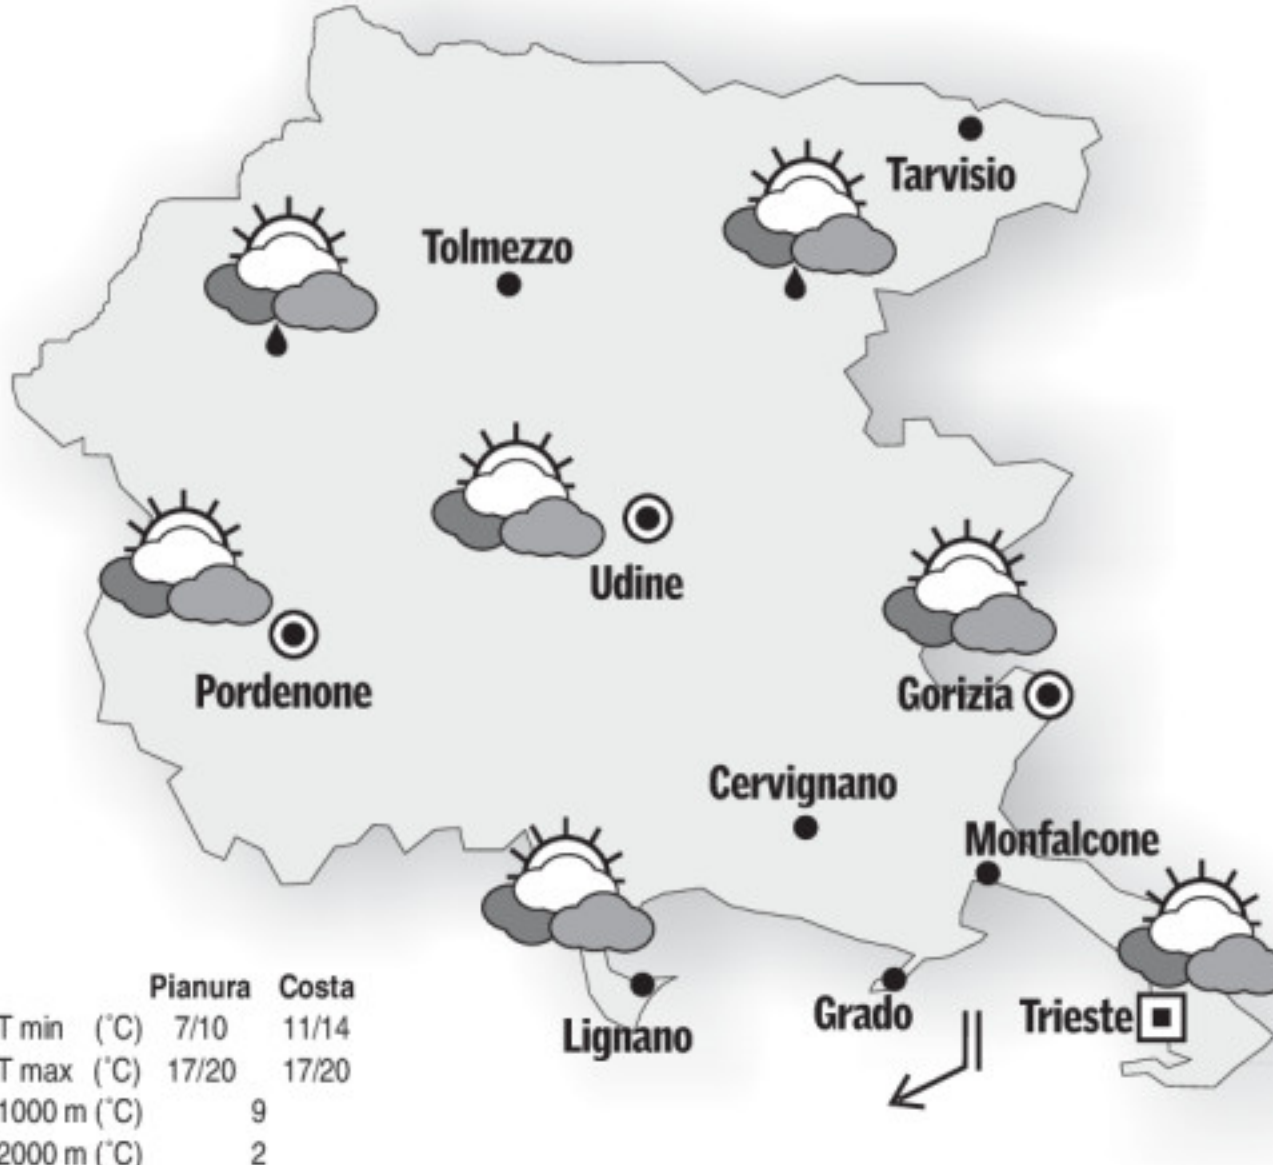 Tarvisio
Tolmezzo
Udine
Pordenone
Gorizia
Cervignano
Monfalcone
Grado
Trieste
Lignano
Pianura Costa
T min (°C) 7/10 11/14
T max (°C) 17/20 17/20
1000 m (°C) 9
2000 m (°C) 2